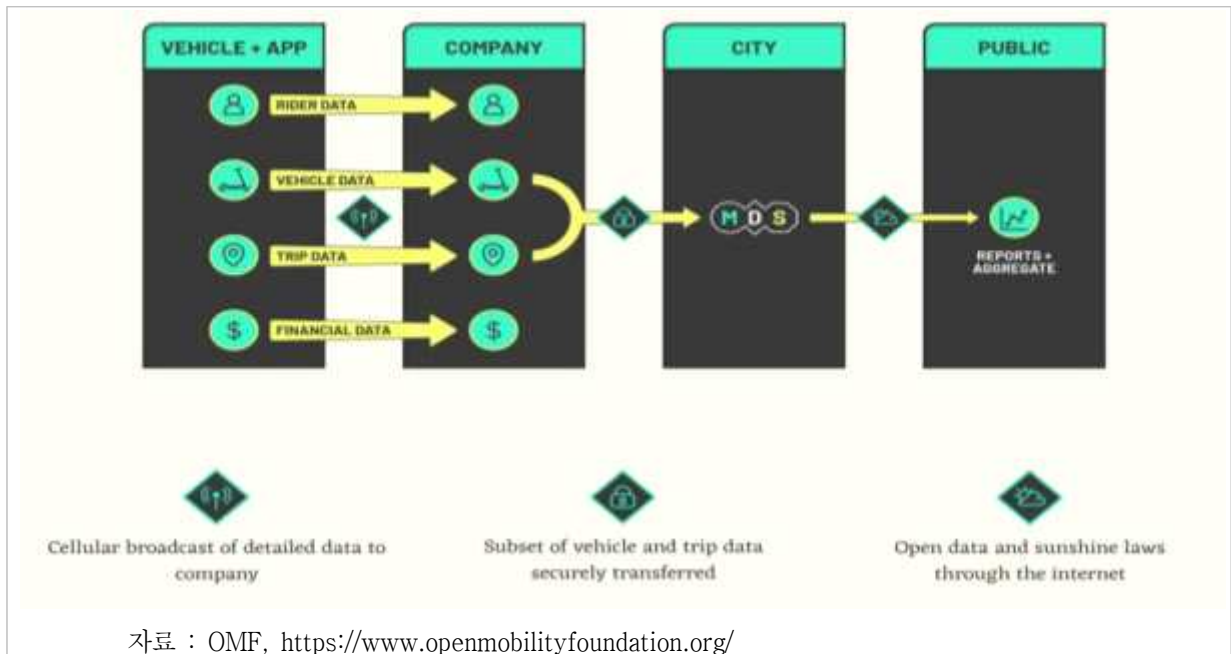 VEHICLE + APP
COMPANY
CITY
PUBLIC
RIDER DATA
VEHICLE DATA
TRIP DATA
FINANCIAL DATA
MDS
REPORTS +
AGGREGATE
$
$
Cellular broadcast of detailed data to
company
Subset of vehicle and trip data
securely transferred
Open data and sunshine laws
through the internet
자료 : OMF, https://www.openmobilityfoundation.org/